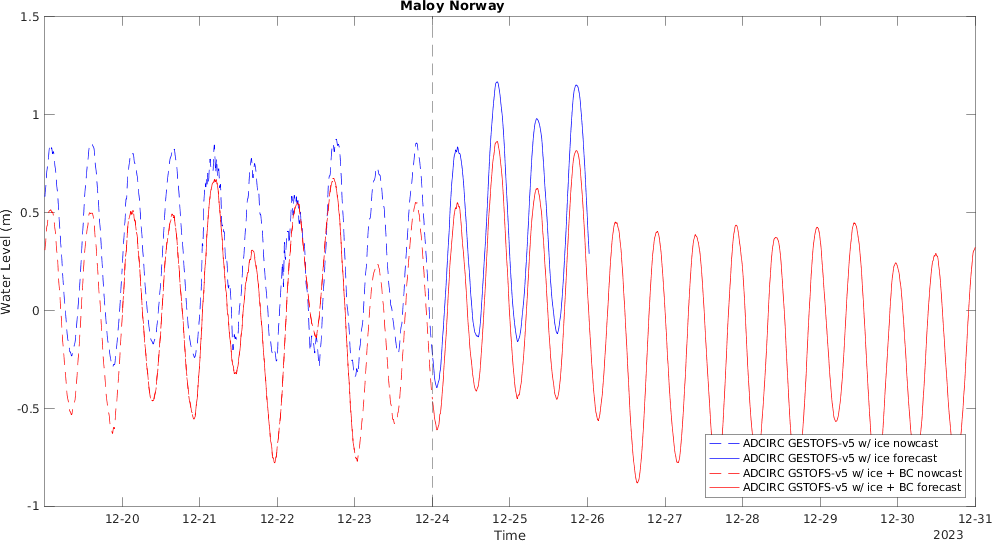 Maloy Norway
1.5
1
0.5
0
-0.5
-1
Water Level (m)
ADCIRC GESTOFS-v5 w/ ice nowcast
ADCIRC GESTOFS-v5 w/ ice forecast
ADCIRC GSTOFS-v5 w/ ice + BC nowcast
ADCIRC GSTOFS-v5 w/ ice + BC forecast
12-20 12-21 12-22 12-23 12-24 12-25 12-26 12-27 12-28 12-29 12-30 12-31
Time
2023